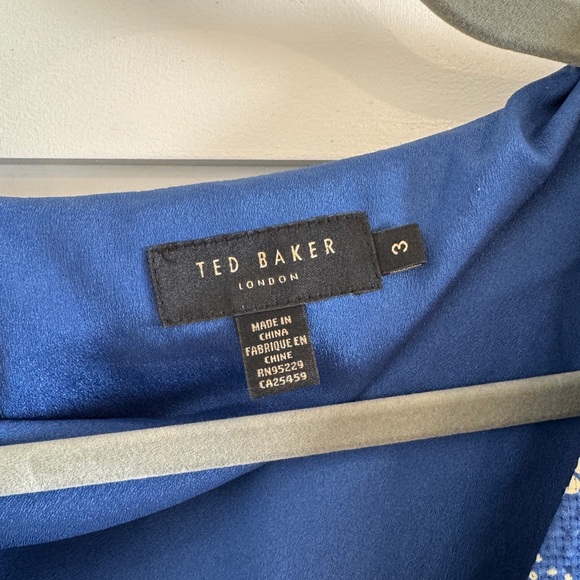 TED BAKER
LONDON
3
MADE IN
CHINA
FABRIQUE EN
CHINE
RN95229
CA25459